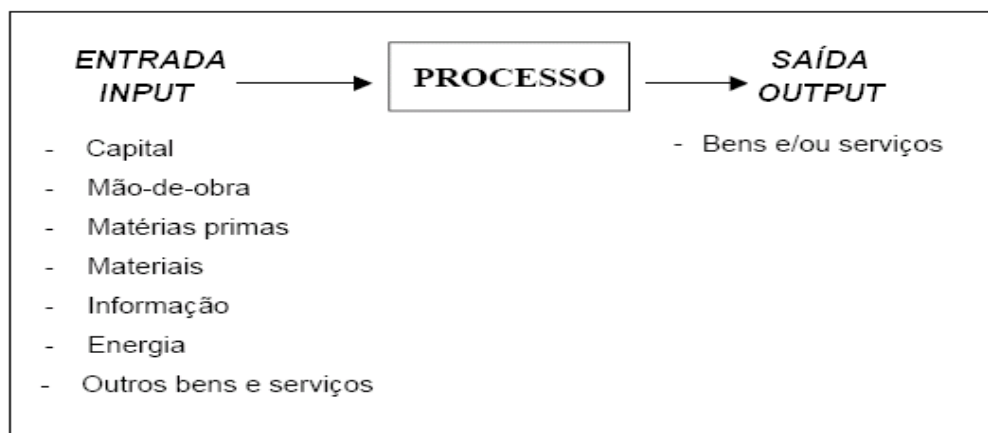 ENTRADA
INPUT
PROCESSO
SAÍDA
OUTPUT
- Capital
- Mão-de-obra
- Matérias primas
- Materiais
- Informação
- Energia
- Outros bens e serviços
- Bens e/ou serviços